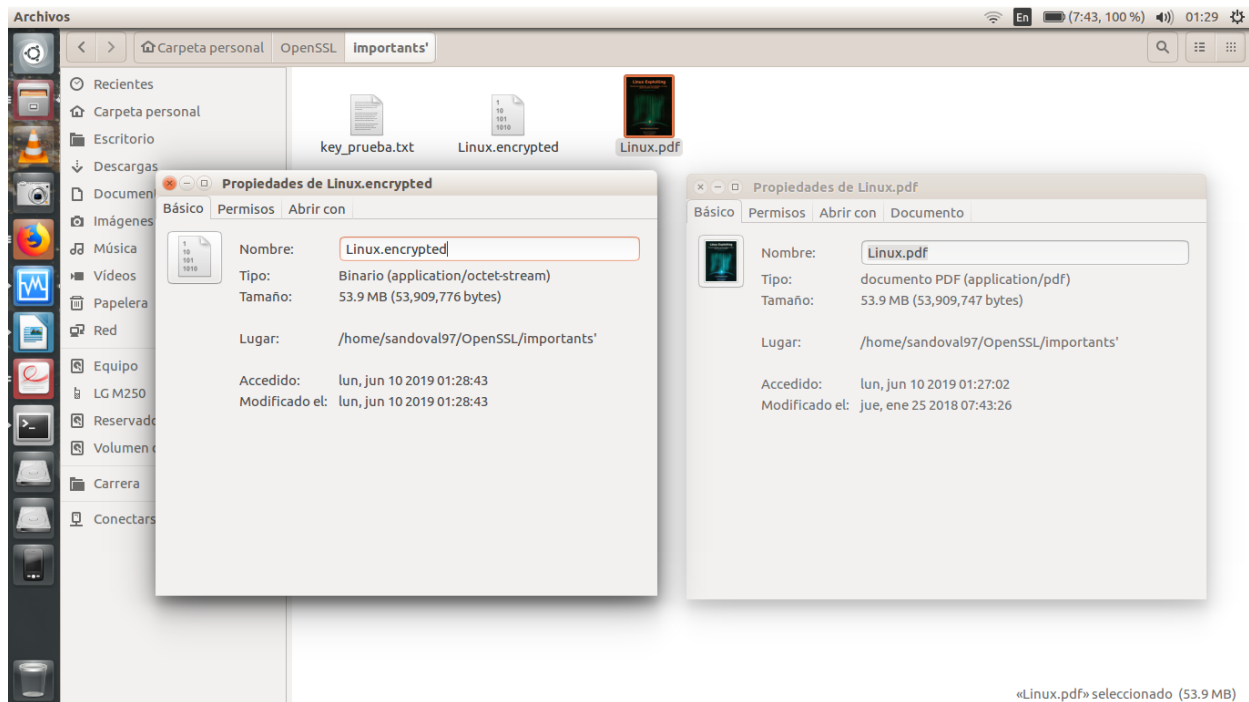 Archivos
En (7:43, 100 %) 01:29
Carpeta personal OpenSSL importants'
Recientes
Carpeta personal
Escritorio
Descargas
Documen
Imágenes
Música
Vídeos
Papelera
Red
Equipo
LG M250
Reservado
Volumen
Carrera
Conectars
key_prueba.txt Linux.encrypted Linux.pdf
Propiedades de Linux.encrypted
Básico Permisos Abrir con
Nombre: Linux.encrypted
Tipo: Binario (application/octet-stream)
Tamaño: 53.9 MB (53,909,776 bytes)
Lugar: /home/sandoval97/OpenSSL/importants'
Accedido: lun, jun 10 2019 01:28:43
Modificado el: lun, jun 10 2019 01:28:43
Propiedades de Linux.pdf
Básico Permisos Abrir con Documento
Nombre: Linux.pdf
Tipo: documento PDF (application/pdf)
Tamaño: 53.9 MB (53,909,747 bytes)
Lugar: /home/sandoval97/OpenSSL/importants'
Accedido: lun, jun 10 2019 01:27:02
Modificado el: jue, ene 25 2018 07:43:26
«Linux.pdf» seleccionado (53.9 MB)